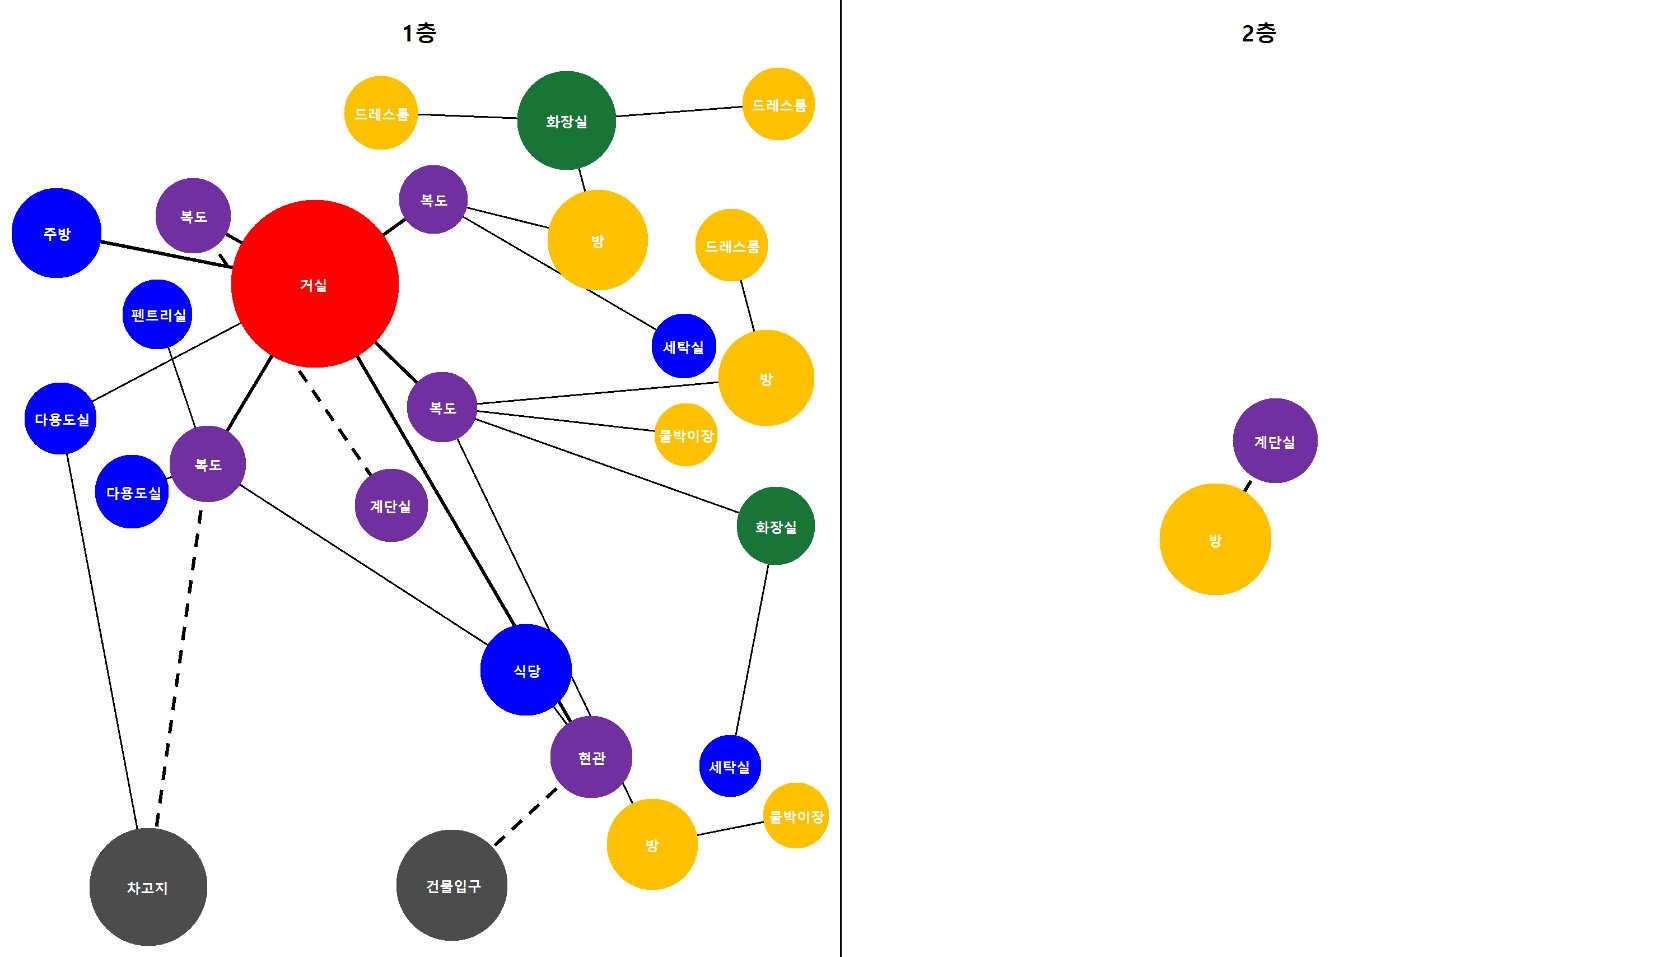 1층
2층
드레스룸
화장실
드레스룸
복도
복도
주방
방
드레스룸
거실
펜트리실
세탁실
방
복도
다용도실
붙박이장
복도
다용도실
계단실
화장실
계단실
방
식당
현관
세탁실
붙박이장
방
차고지
건물입구